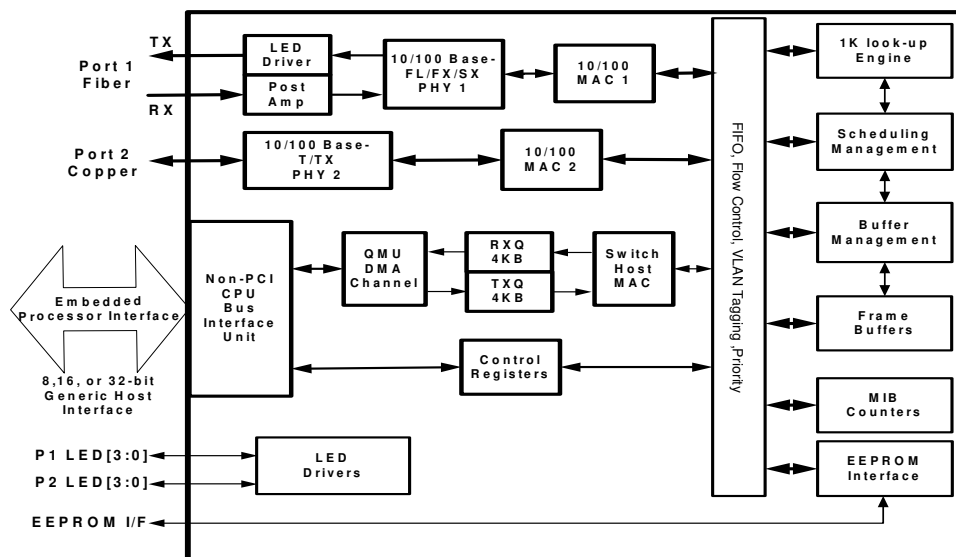 TX
Port 1
Fiber
RX
LED
Driver
Post
Amp
10/100 Base-
FL/FX/SX
PHY 1
10/100
MAC 1
Port 2
Copper
10/100 Base-
T/TX
PHY 2
10/100
MAC 2
Embedded
Processor Interface
8,16, or 32-bit
Generic Host
Interface
Non-PCI
CPU
Bus
Interface
Unit
QMU
DMA
Channel
RXQ
4KB
TXQ
4KB
Switch
Host
MAC
Control
Registers
P1 LED[3:0]
P2 LED[3:0]
LED
Drivers
EEPROM I/F
FIFO, Flow Control, VLAN Tagging ,Priority
1K look-up
Engine
Scheduling
Management
Buffer
Management
Frame
Buffers
MIB
Counters
EEPROM
Interface